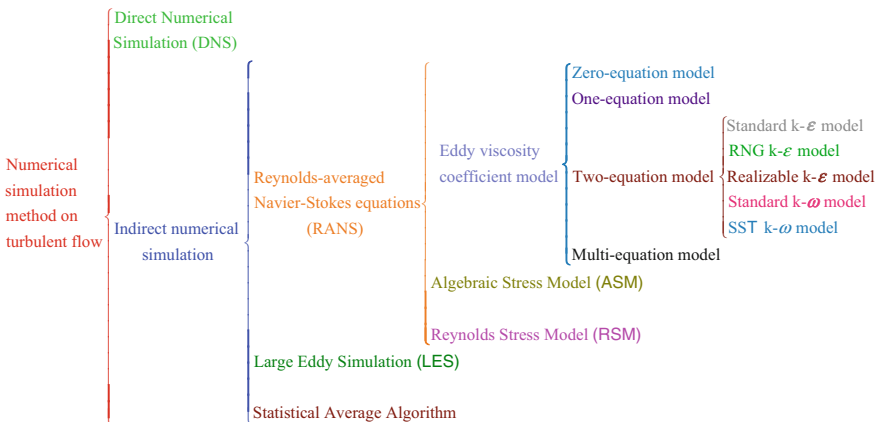 Numerical
simulation
method on
turbulent flow
Direct Numerical
Simulation (DNS)
Indirect numerical
simulation
Reynolds-averaged
Navier-Stokes equations
(RANS)
Eddy viscosity
coefficient model
Zero-equation model
One-equation model
Two-equation model
Standard k-ε model
RNG k-ε model
Realizable k-ε model
Standard k-ω model
SST k-ω model
Multi-equation model
Algebraic Stress Model (ASM)
Reynolds Stress Model (RSM)
Large Eddy Simulation (LES)
Statistical Average Algorithm